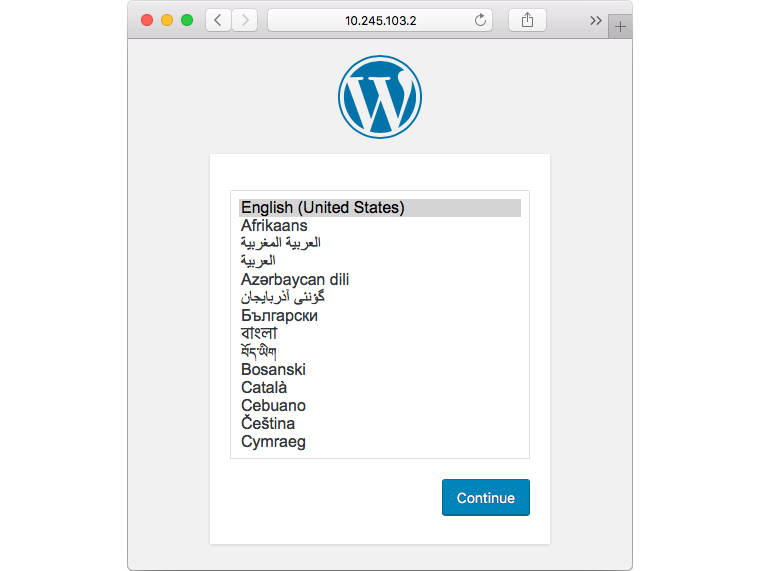 10.245.103.2
English (United States)
Afrikaans
العربية المغربية
العربية
Azərbaycan dili
گؤنئی آذربایجان
Български
বাংলা
བོད་ཡིག
Bosanski
Català
Cebuano
Čeština
Cymraeg
Continue